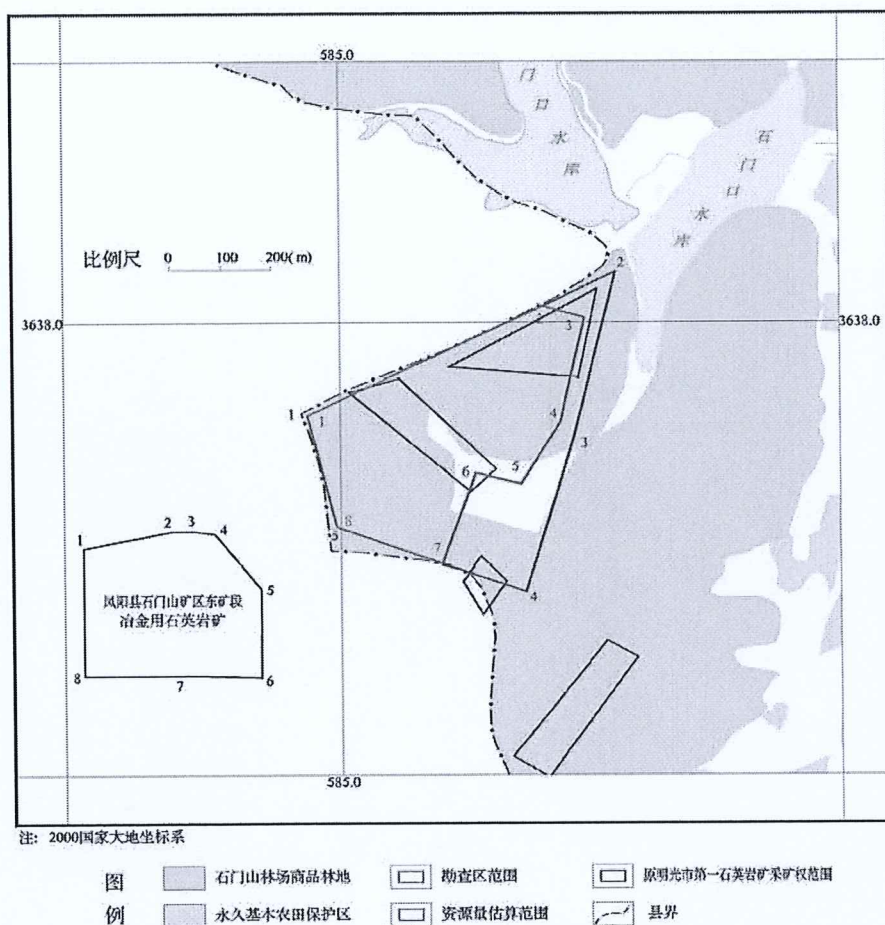 585.0
门口水库
石门口水库
比例尺 0 100 200(m)
2
3638.0
3638.0
3
1
1
4
3
6
5
8
5
7
4
1
2
3
4
5
凤阳县石门山矿区东矿段
冶金用石英岩矿
8
7
6
585.0
注: 2000国家大地坐标系
图例
石门山林场商品林地
勘查区范围
原明光市第一石英岩矿采矿权范围
永久基本农田保护区
资源量估算范围
县界